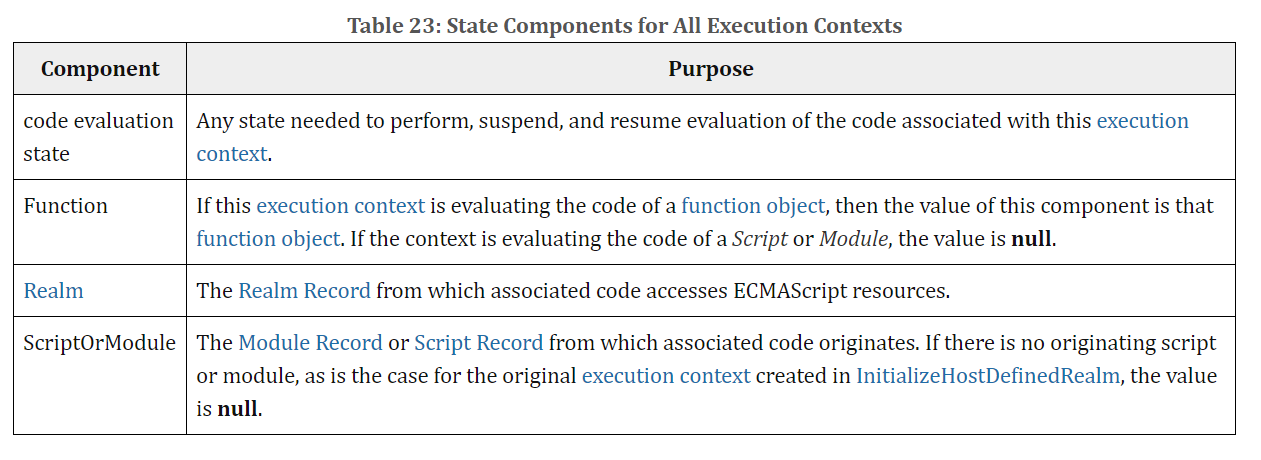 Table 23: State Components for All Execution Contexts
Component Purpose
code evaluation state
Any state needed to perform, suspend, and resume evaluation of the code associated with this execution
context.
Function
If this execution context is evaluating the code of a function object, then the value of this component is that
function object. If the context is evaluating the code of a Script or Module, the value is null.
Realm
The Realm Record from which associated code accesses ECMAScript resources.
ScriptOrModule
The Module Record or Script Record from which associated code originates. If there is no originating script
or module, as is the case for the original execution context created in InitializeHostDefinedRealm, the value
is null.